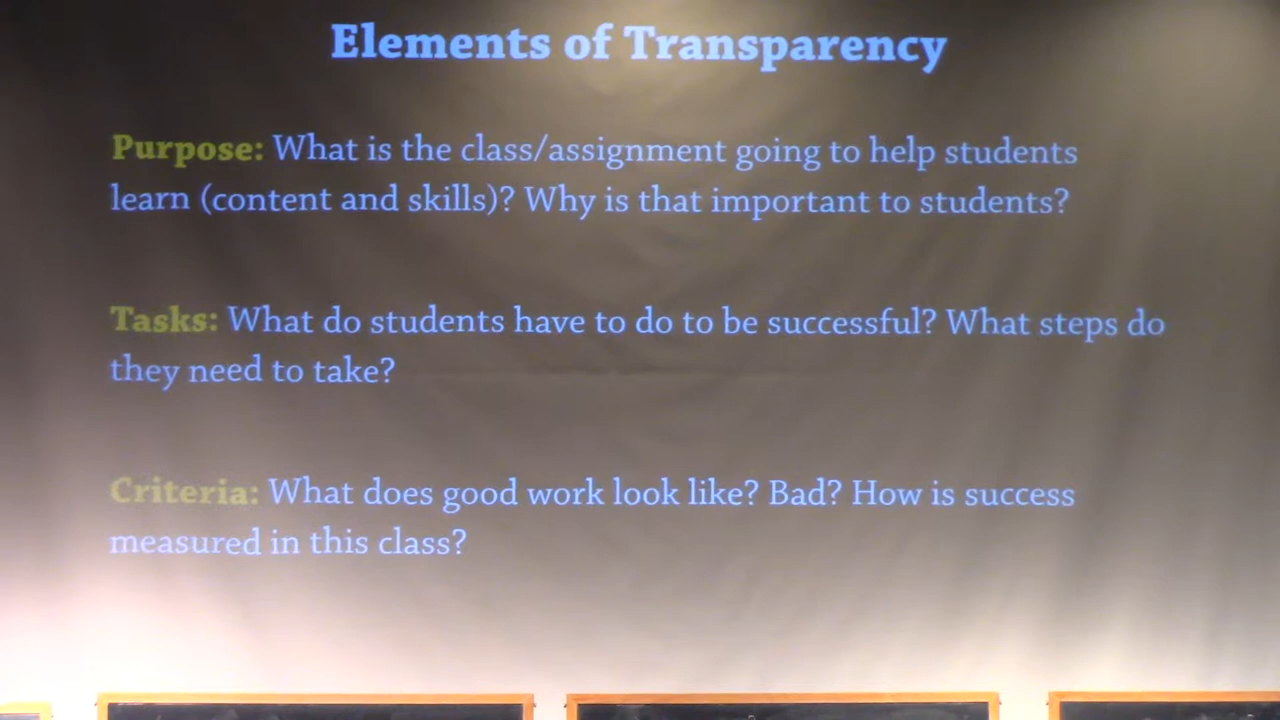 Elements of Transparency
Purpose: What is the class/assignment going to help students
learn (content and skills)? Why is that important to students?
Tasks: What do students have to do to be successful? What steps do
they need to take?
Criteria: What does good work look like? Bad? How is success
measured in this class?